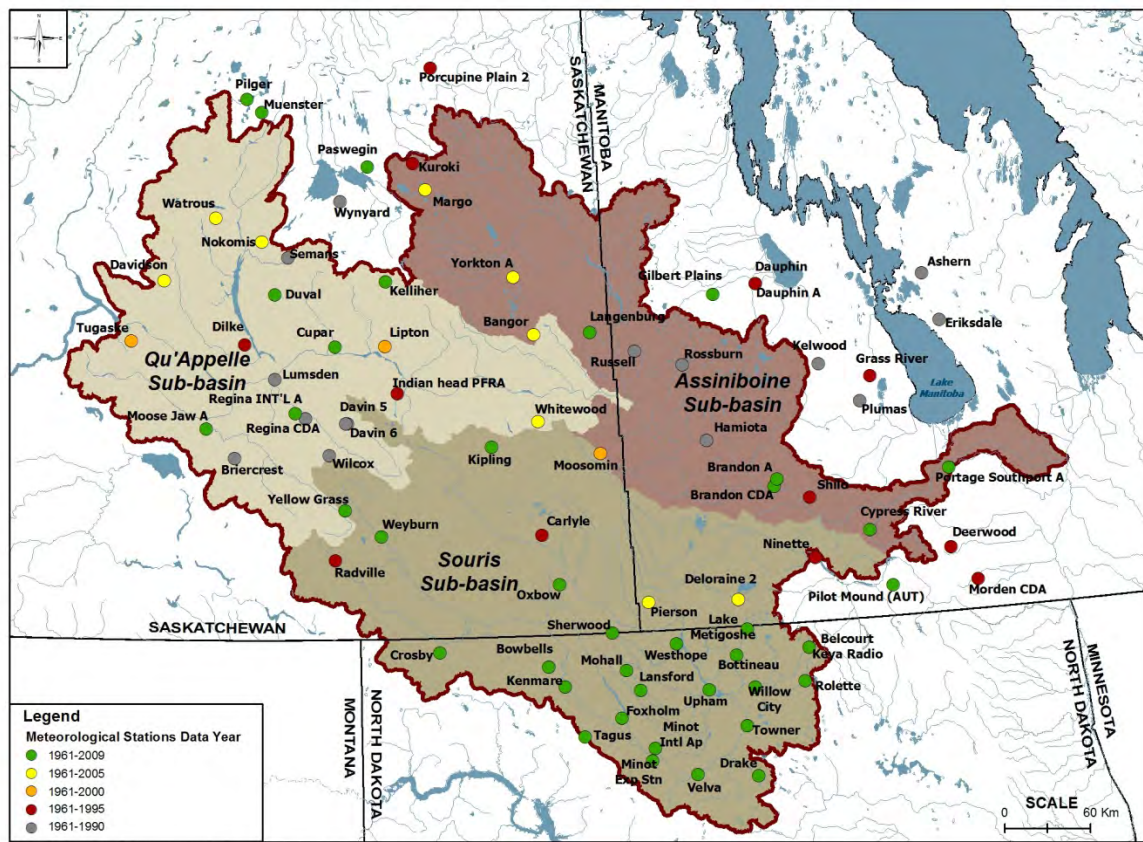 N
Porcupine Plain 2
SASKATCHEWAN
MANITOBA
Pilger
Muenster
Paswegin
Kuroki
Margo
Wynyard
Watrous
Nokomis
Semans
Yorkton A
Davidson
Duval
Kelliher
Gilbert Plains
Dauphin
Dauphin A
Ashern
Eriksdale
Bangor
Langenburg
Tugaske
Dilke
Cupar
Lipton
Russell
Rossburn
Kelwood
Grass River
Qu'Appelle
Sub-basin
Assiniboine
Sub-basin
Lake
Manitoba
Lumsden
Indian head PFRA
Plumas
Regina INT'L A
Davin 5
Whitewood
Moose Jaw A
Regina CDA
Davin 6
Hamiota
Briercrest
Wilcox
Kipling
Moosomin
Brandon A
Brandon CDA
Shilo
Portage Southport A
Yellow Grass
Weyburn
Carlyle
Cypress River
Ninette
Deerwood
Radville
Souris
Sub-basin
Oxbow
Deloraine 2
Pierson
Pilot Mound (AUT)
Morden CDA
SASKATCHEWAN
Sherwood
Lake
Metigoshe
Belcourt
Keya Radio
Crosby
Bowbells
Mohall
Westhope
Bottineau
Kenmare
Lansford
Upham
Willow
City
Rolette
Foxholm
Minot
Intl Ap
Towner
Tagus
Minot
Exp Stn
Velva
Drake
MONTANA
NORTH DAKOTA
MINNESOTA
NORTH DAKOTA
Legend
Meteorological Stations Data Year
1961-2009
1961-2005
1961-2000
1961-1995
1961-1990
SCALE
0 60 Km